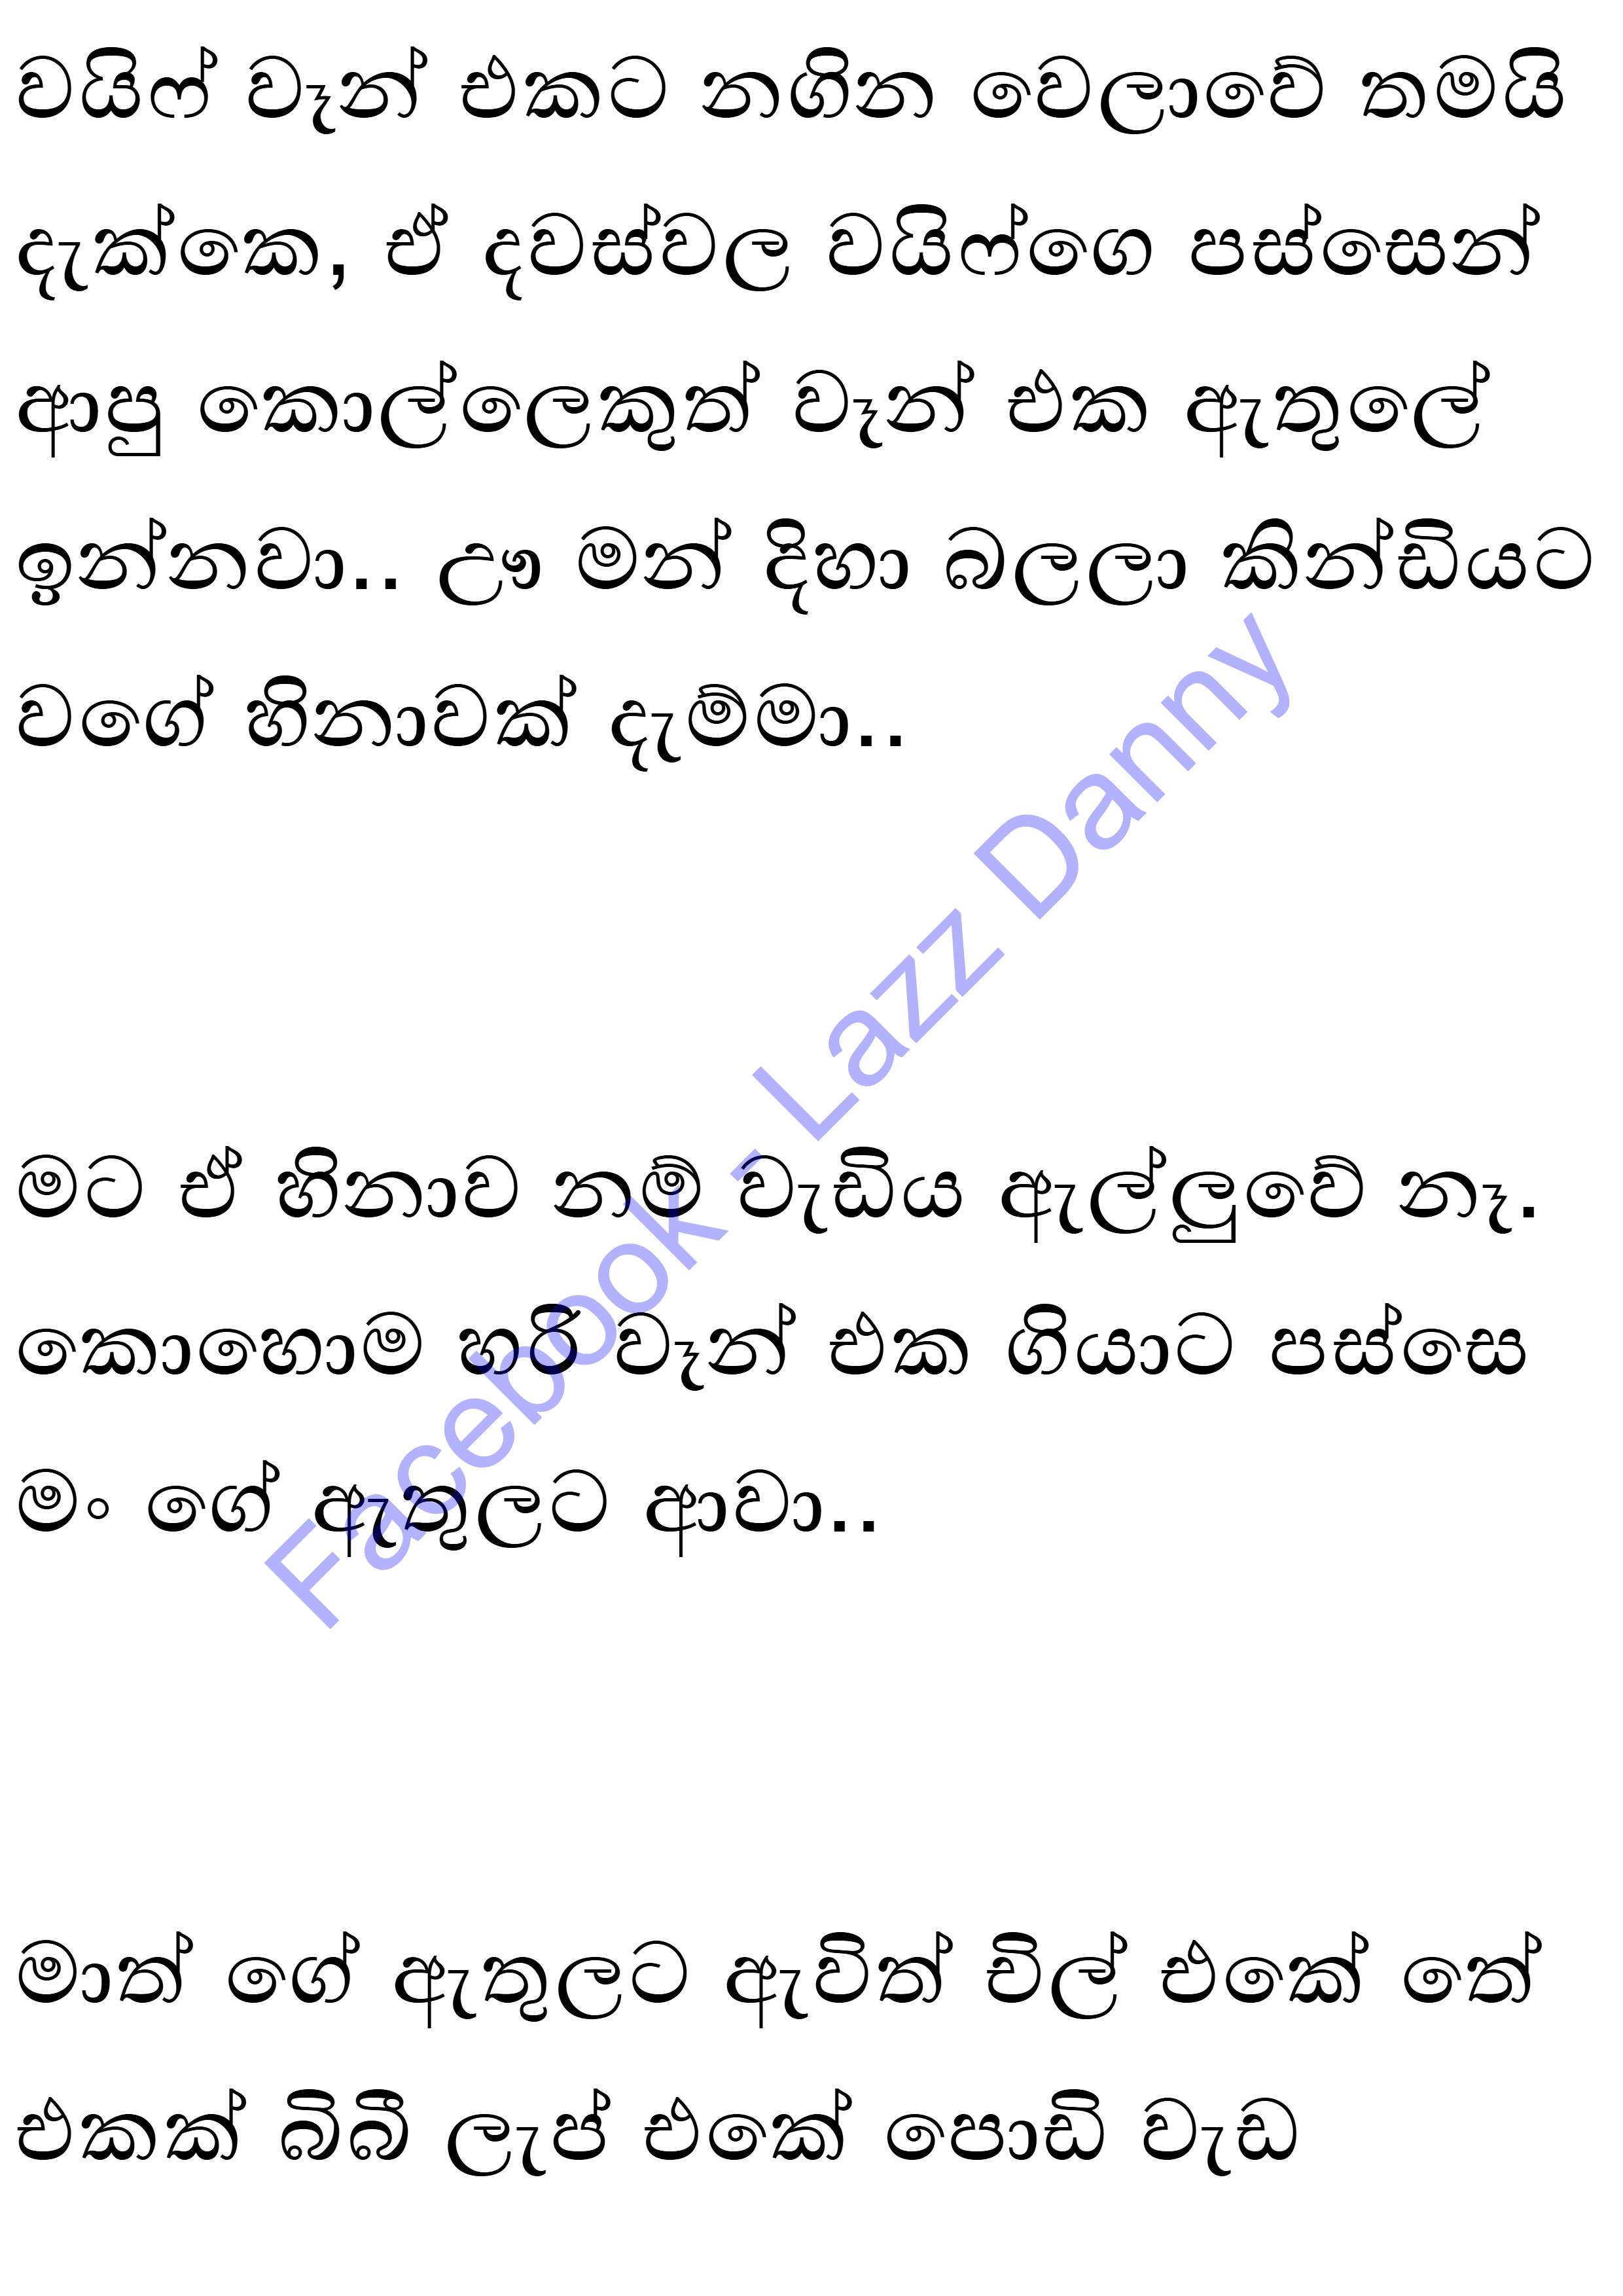 වයිෆ් වෑන් එකට නගින වෙලාවේ තමයි
දැක්කෙ, ඒ දවස්වල වයිෆ්ගෙ පස්සෙන්
ආපු කොල්ලෙකුත් වෑන් එක ඇතුලේ
ඉන්නවා.. ඌ මන් දිහා බලලා කින්ඩියට
වගේ හිනාවක් දැම්මා..
මට ඒ හිනාව නම් වැඩිය ඇල්ලුවේ නෑ.
කොහොම හරි වෑන් එක ගියාට පස්සෙ
මං ගේ ඇතුලට ආවා..
මාත් ගේ ඇතුලට ඇවිත් චිල් එකේ තේ
එකක් බිබී ලැප් එකේ පොඩි වැඩ
Facebook - Lazz Danny